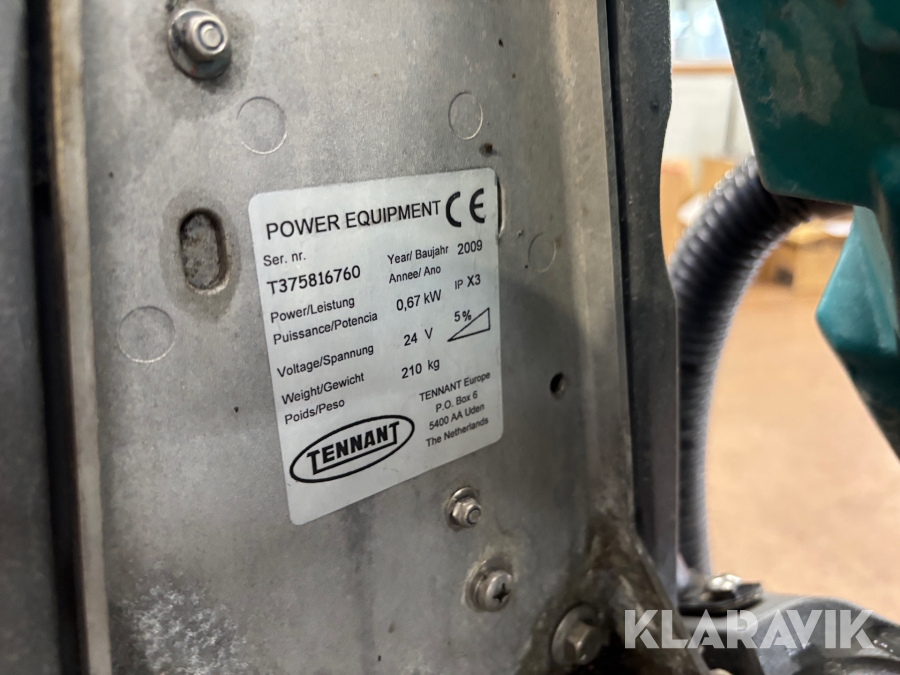 POWER EQUIPMENT CE
Ser. nr. Year/ Baujahr 2009
T375816760 Annee/ Ano
Power/Leistung 0,67 kW IP X3
Puissance/Potencia
Voltage/Spannung 24 V 5%
Weight/Gewicht 210 kg
Poids/Peso
TENNANT
TENNANT Europe
P.O. Box 6
5400 AA Uden
The Netherlands
KLARAVIK